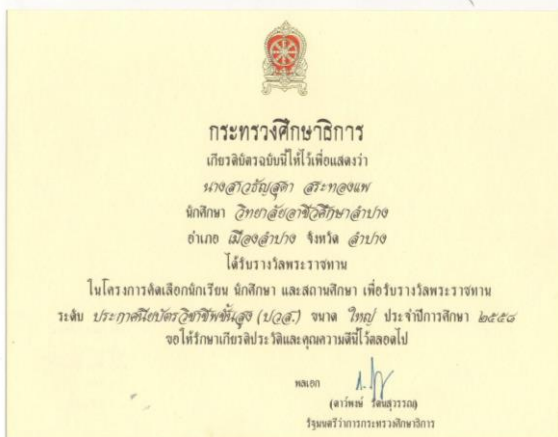 กระทรวงศึกษาธิการ
เกียรติบัตรฉบับนี้ให้ไว้เพื่อแสดงว่า
นางสาวธัญสุดา สระทองแพ
นักศึกษา วิทยาลัยอาชีวศึกษาลำปาง
อำเภอ เมืองลำปาง จังหวัด ลำปาง
ได้รับรางวัลพระราชทาน
ในโครงการคัดเลือกนักเรียน นักศึกษา และสถานศึกษา เพื่อรับรางวัลพระราชทาน
ระดับ ประกาศนียบัตรวิชาชีพชั้นสูง (ปวส.) ขนาด ใหญ่ ประจำปีการศึกษา ๒๕๕๘
ขอให้รักษาเกียรติประวัติและคุณความดีนี้ไว้ตลอดไป
พลเอก
(ดาว์พงษ์ รัตนสุวรรณ)
รัฐมนตรีว่าการกระทรวงศึกษาธิการ